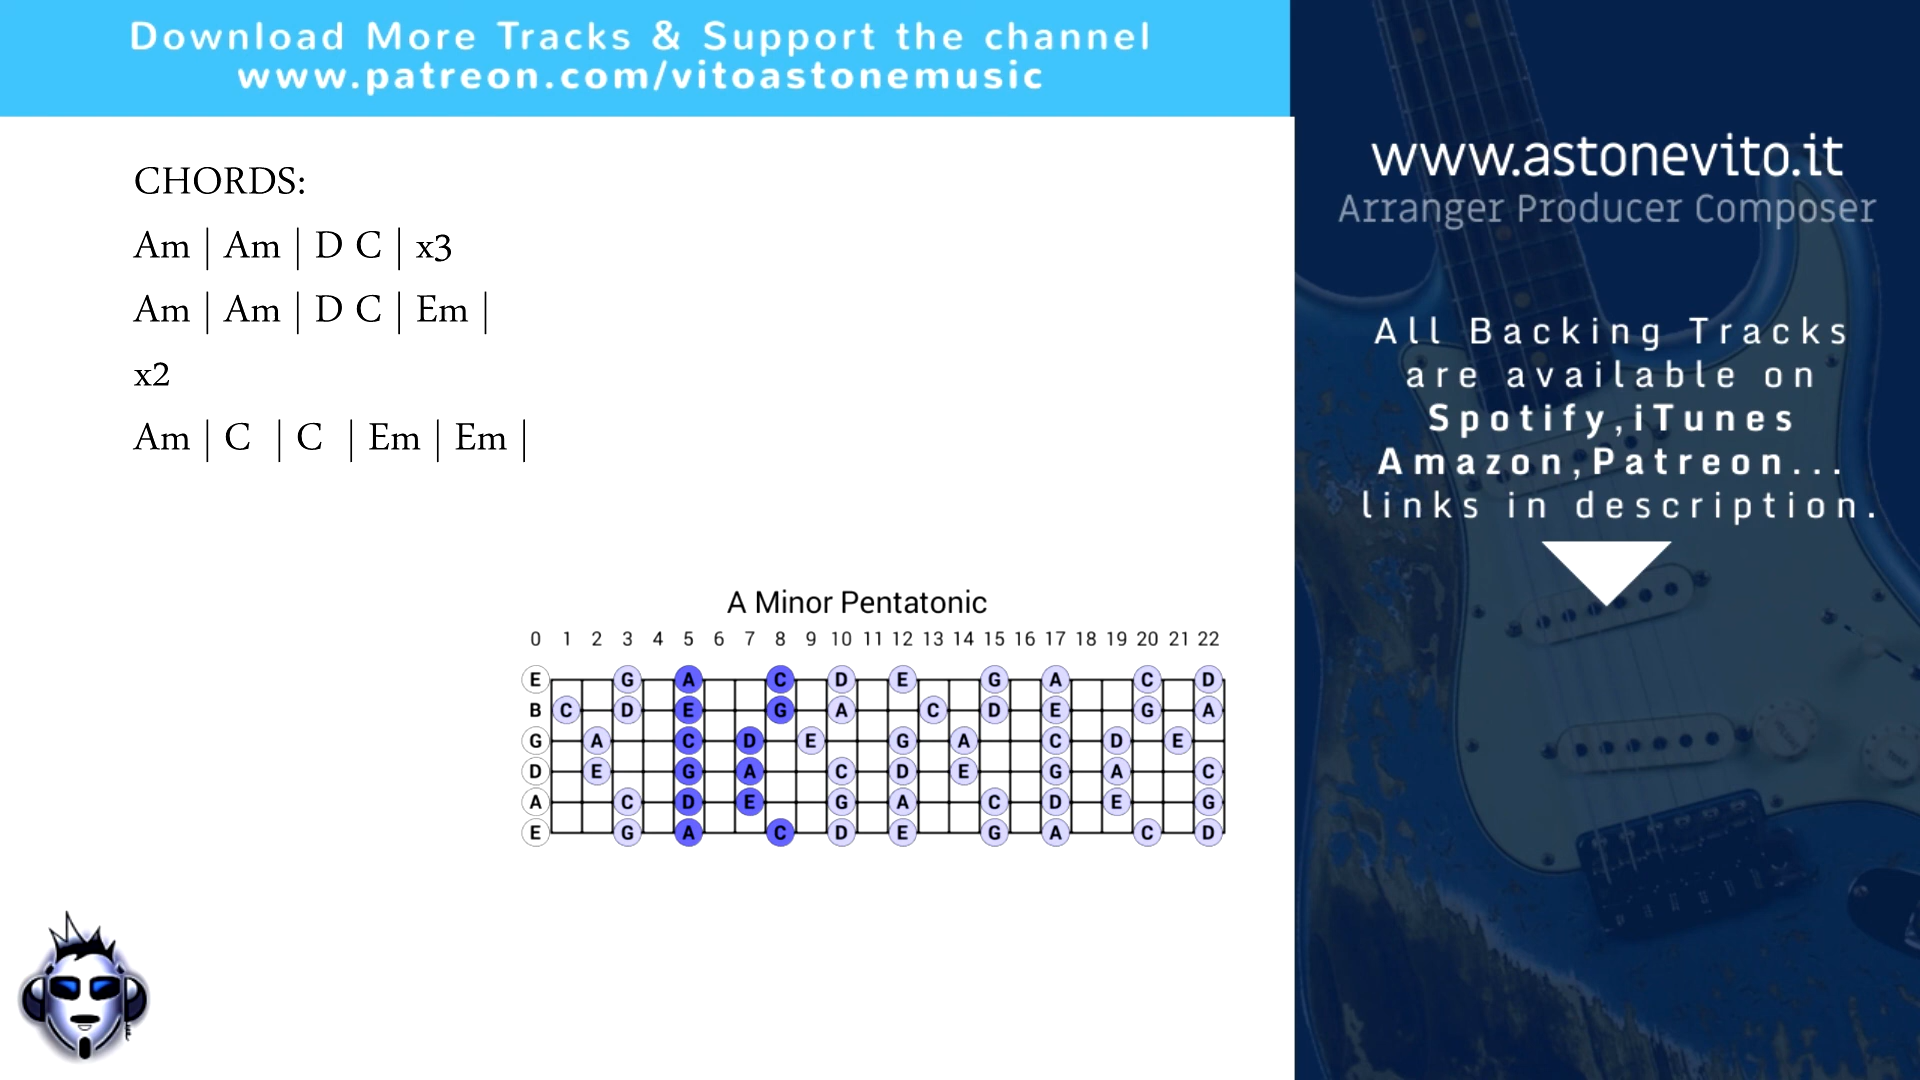 Download More Tracks & Support the channel
www.patreon.com/vitoastonemusic
CHORDS:
Am | Am | D C | x3
Am | Am | D C | Em |
x2
Am | C | C | Em | Em |
www.astonevito.it
Arranger Producer Composer
All Backing Tracks
are available on
Spotify,iTunes
Amazon,Patreon...
links in description.
A Minor Pentatonic
0 1 2 3 4 5 6 7 8 9 10 11 12 13 14 15 16 17 18 19 20 21 22
E G A C D E G A C D
B C D E G A C D E G A
G A C D E G A C D E
D E G A C D E G A C
A C D E G A C D E G
E G A C D E G A C D